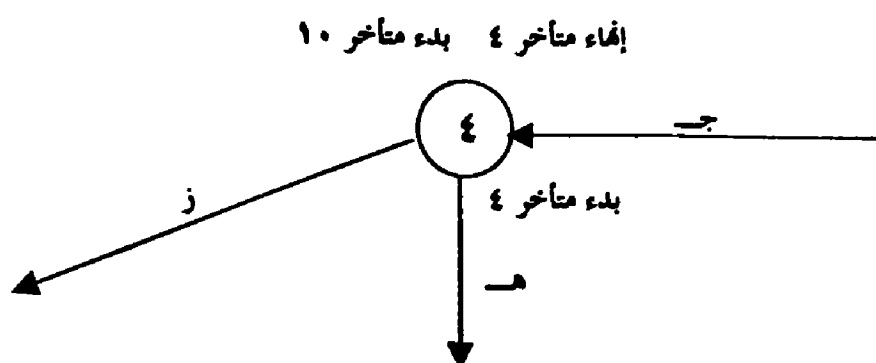 إنهاء متأخر ٤ بدء متأخر ١٠
جـ
٤
بدء متأخر ٤
ز
هـ